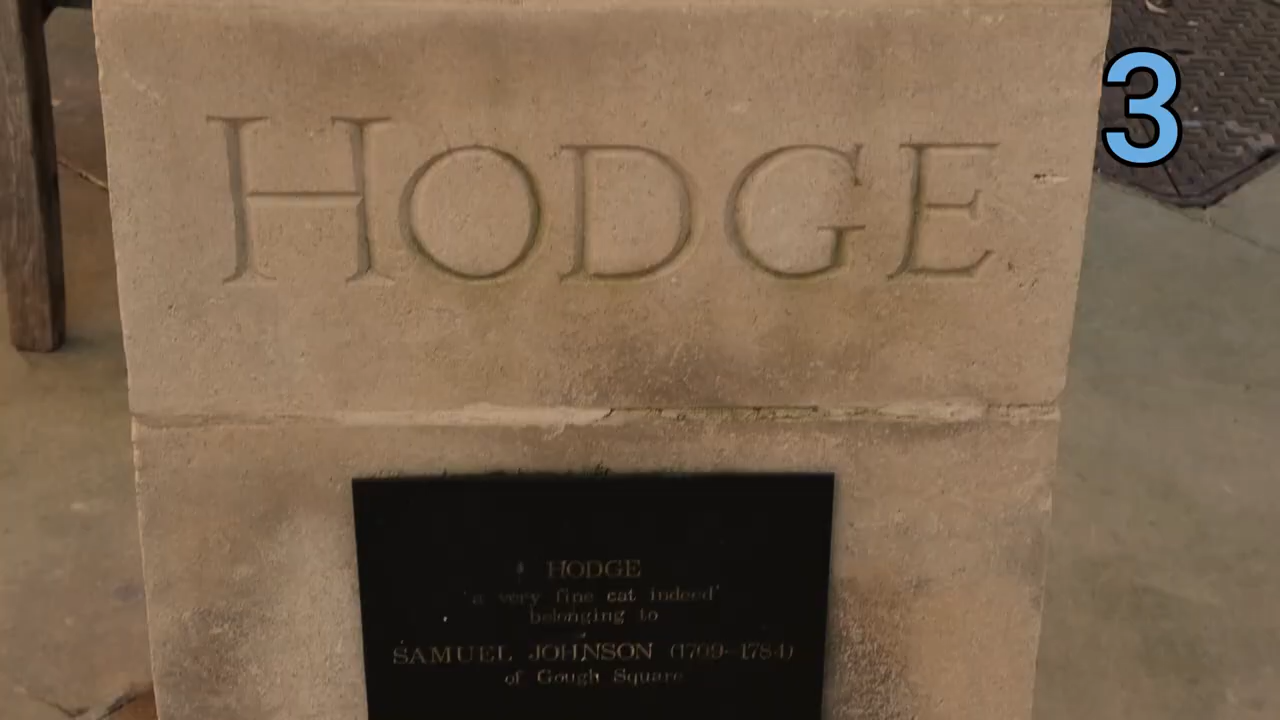 HODGE
3
HODGE
'a very fine cat indeed'
belonging to
SAMUEL JOHNSON (1709-1784)
of Gough Square